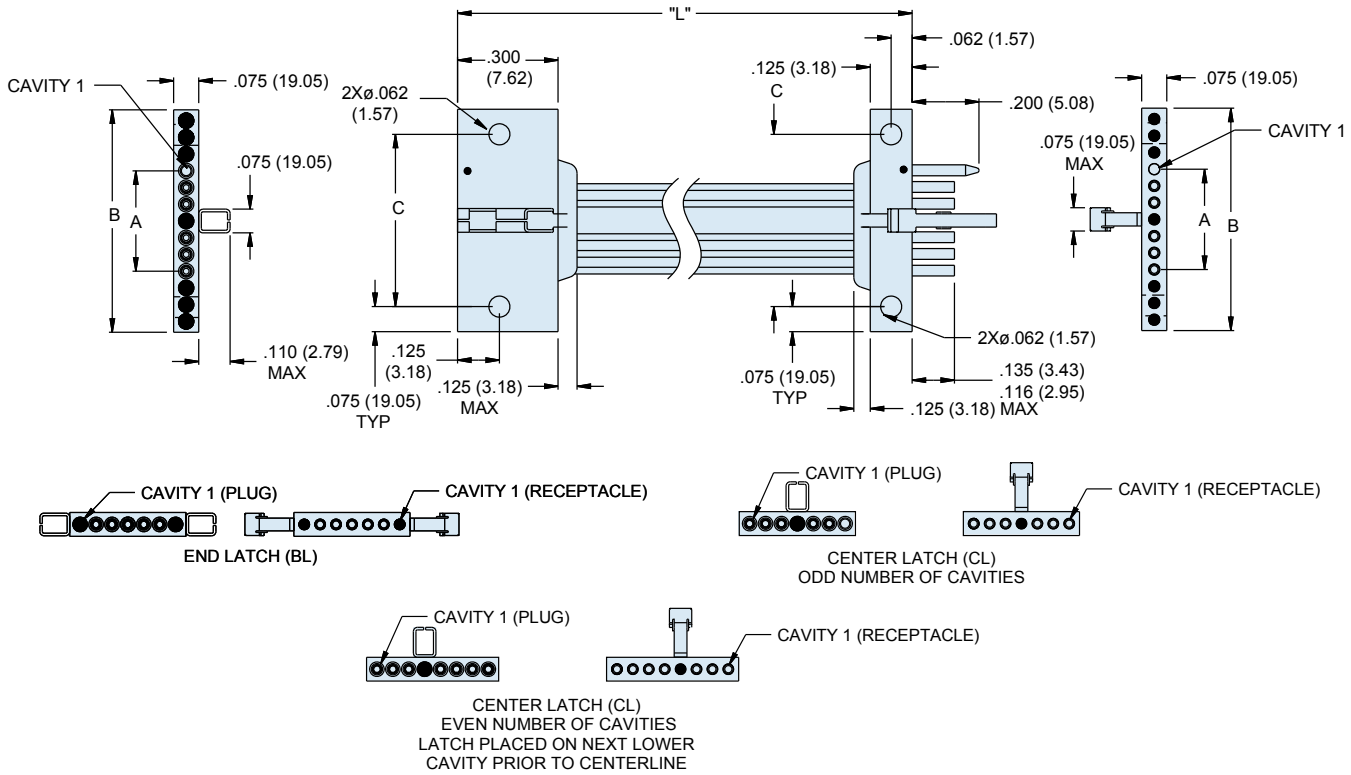 "L"
.062 (1.57)
.300
(7.62)
.125 (3.18)
C
.075 (19.05)
CAVITY 1
2Xø.062
(1.57)
.200 (5.08)
.075 (19.05)
CAVITY 1
.075 (19.05)
.075 (19.05)
MAX
B
A
C
A
B
.110 (2.79)
MAX
.125
(3.18)
.075 (19.05)
TYP
.125 (3.18)
MAX
2Xø.062 (1.57)
.075 (19.05)
TYP
.135 (3.43)
.116 (2.95)
.125 (3.18) MAX
CAVITY 1 (PLUG)
CAVITY 1 (RECEPTACLE)
END LATCH (BL)
CAVITY 1 (PLUG)
CAVITY 1 (RECEPTACLE)
CENTER LATCH (CL)
ODD NUMBER OF CAVITIES
CAVITY 1 (PLUG)
CAVITY 1 (RECEPTACLE)
CENTER LATCH (CL)
EVEN NUMBER OF CAVITIES
LATCH PLACED ON NEXT LOWER
CAVITY PRIOR TO CENTERLINE